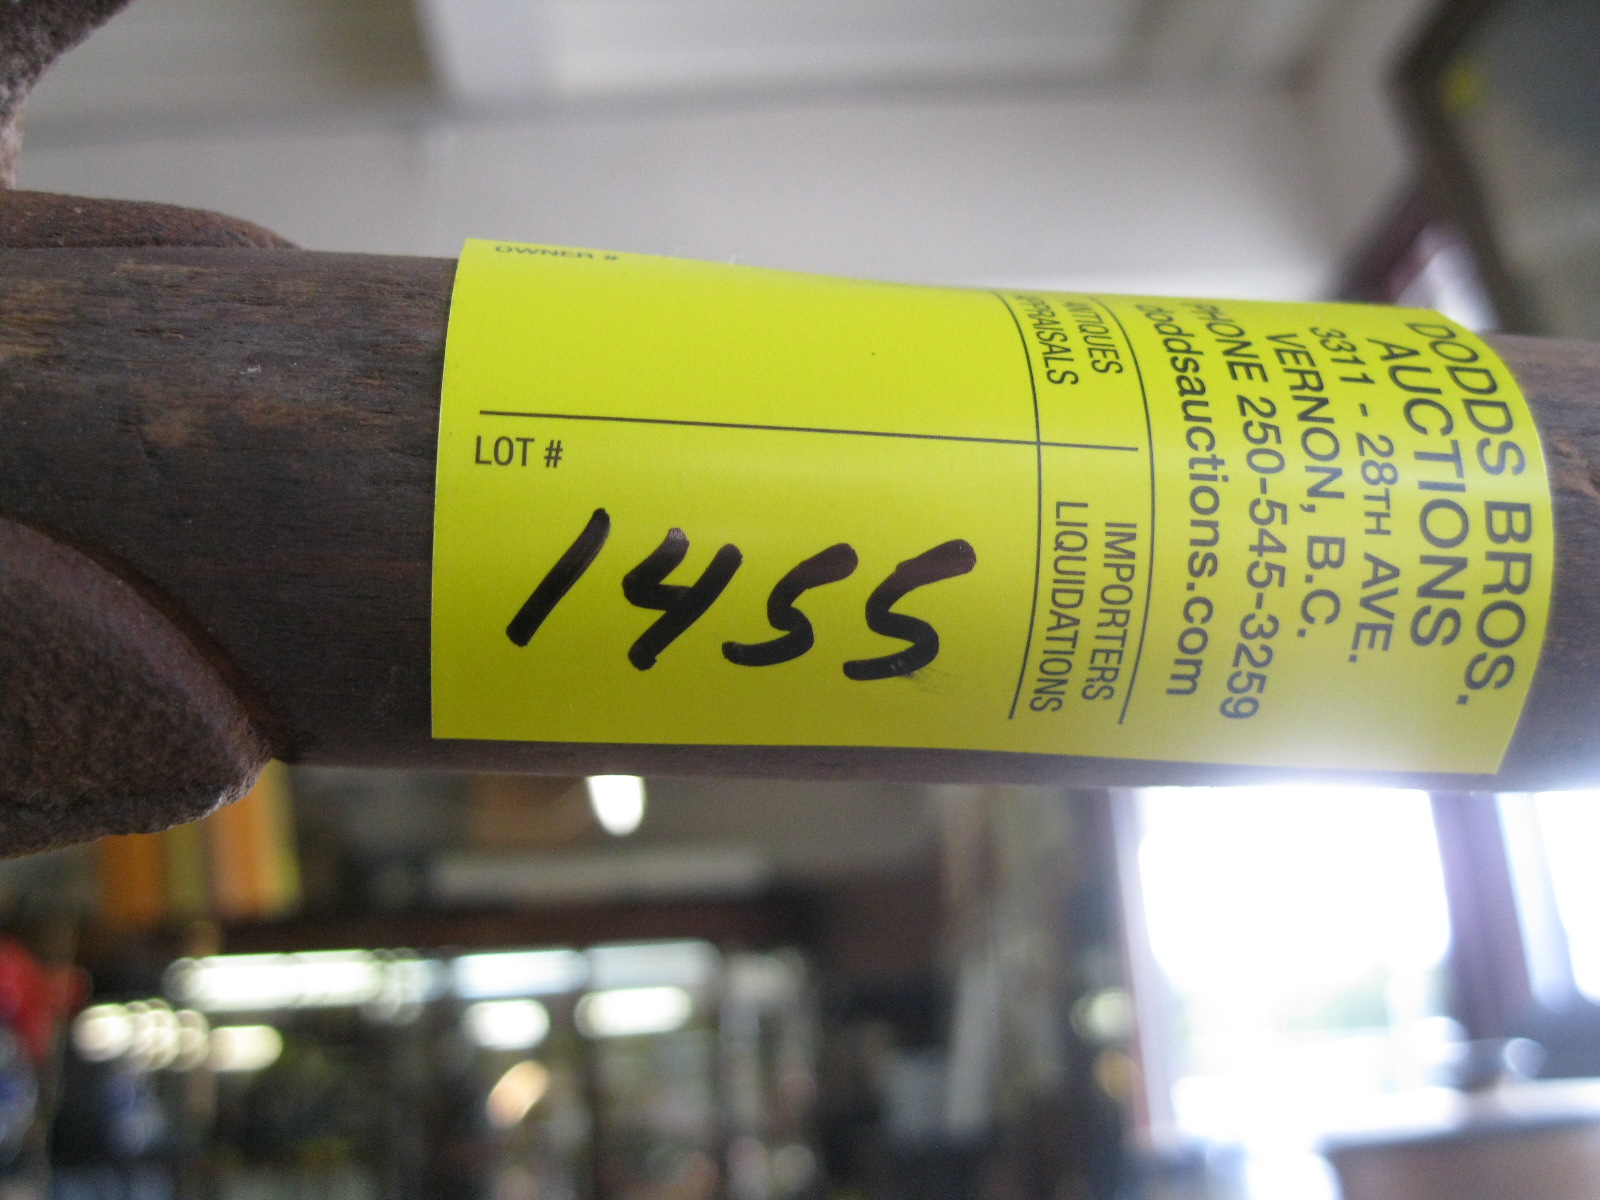 DODDS BROS.
AUCTIONS
3311 - 28TH AVE.
VERNON, B.C.
PHONE 250-545-3259
doddsauctions.com
ANTIQUES
APPRAISALS
IMPORTERS
LIQUIDATIONS
OWNER #
LOT #
1455